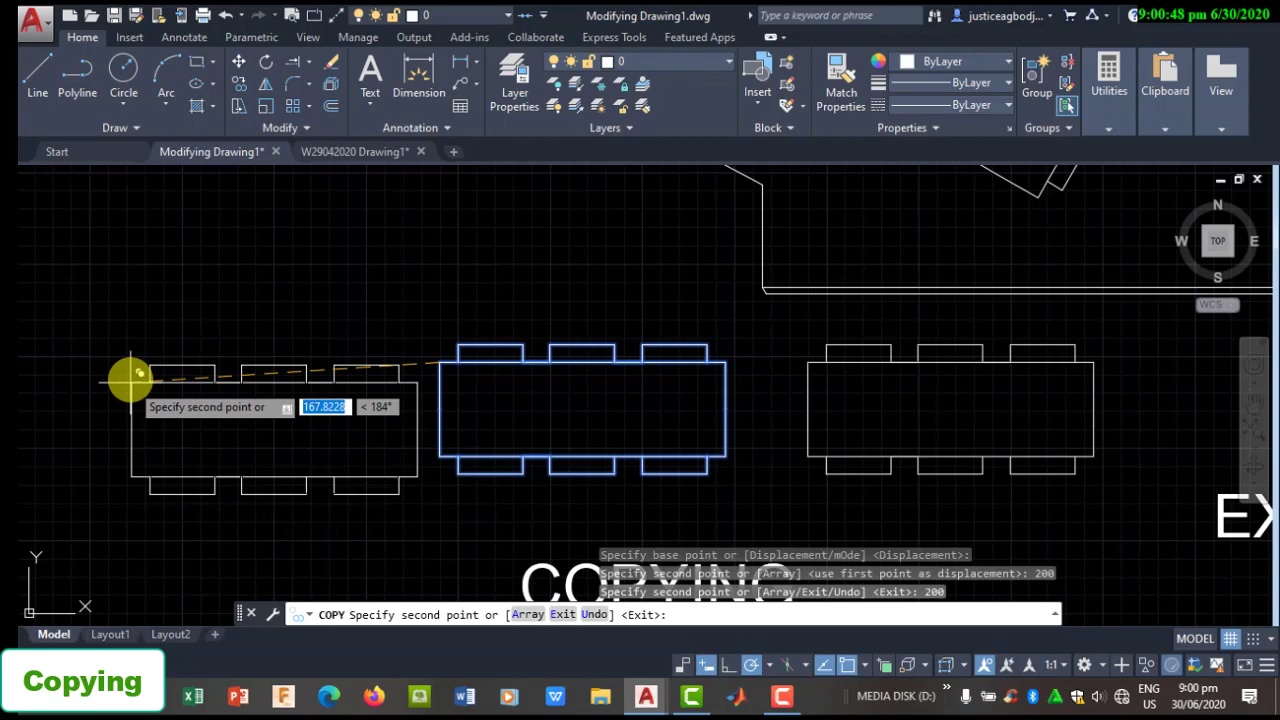 0
Modifying Drawing1.dwg
Type a keyword or phrase
justiceagbodj...
9:00:48 pm 6/30/2020
Home
Insert
Annotate
Parametric
View
Manage
Output
Add-ins
Collaborate
Express Tools
Featured Apps
Line
Polyline
Circle
Arc
Text
Dimension
Layer
Properties
0
Insert
Match
Properties
ByLayer
ByLayer
ByLayer
Group
Utilities
Clipboard
View
Draw
Modify
Annotation
Layers
Block
Properties
Groups
Start
Modifying Drawing1*
W29042020 Drawing1*
N
W
TOP
E
S
WCS
Specify second point or
167.8228
< 184°
EX
COPYING
Y
X
Specify base point or [Displacement/mOde] <Displacement>:
Specify second point or [Array] <use first point as displacement>: 200
Specify second point or [Array/Exit/Undo] <Exit>: 200
COPY Specify second point or [Array Exit Undo] <Exit>:
Model
Layout1
Layout2
MODEL
1:1
Copying
MEDIA DISK (D:)
ENG
US
9:00 pm
30/06/2020